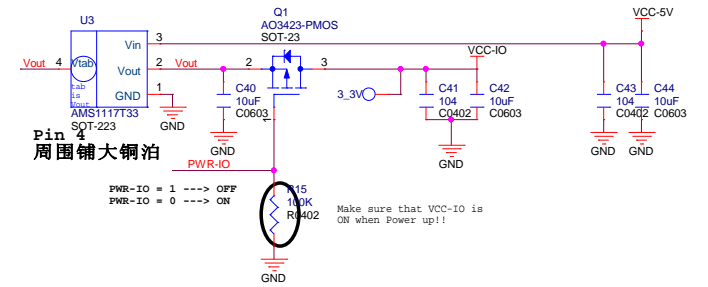 U3
Q1
AO3423-PMOS
SOT-23
VCC-5V
Vin
3
VCC-IO
Vout
4
Vtab
Vout
2
Vout
2
3
tab
is
Vout
GND
1
AMS1117T33
SOT-223
GND
C40
10uF
C0603
GND
1
3_3V
C41
104
C0402
C42
10uF
C0603
GND
C43
104
C0402
C44
10uF
C0603
GND
GND
Pin 4
周围铺大铜泊
PWR-IO
PWR-IO = 1 ---> OFF
PWR-IO = 0 ---> ON
R15
100K
R0402
GND
Make sure that VCC-IO is
ON when Power up!!